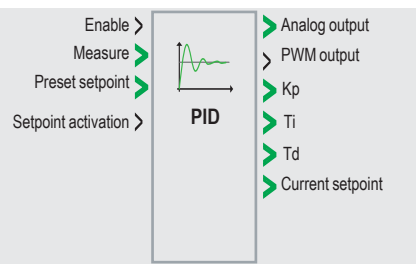 Enable
Measure
Preset setpoint
Setpoint activation
PID
Analog output
PWM output
Kp
Ti
Td
Current setpoint